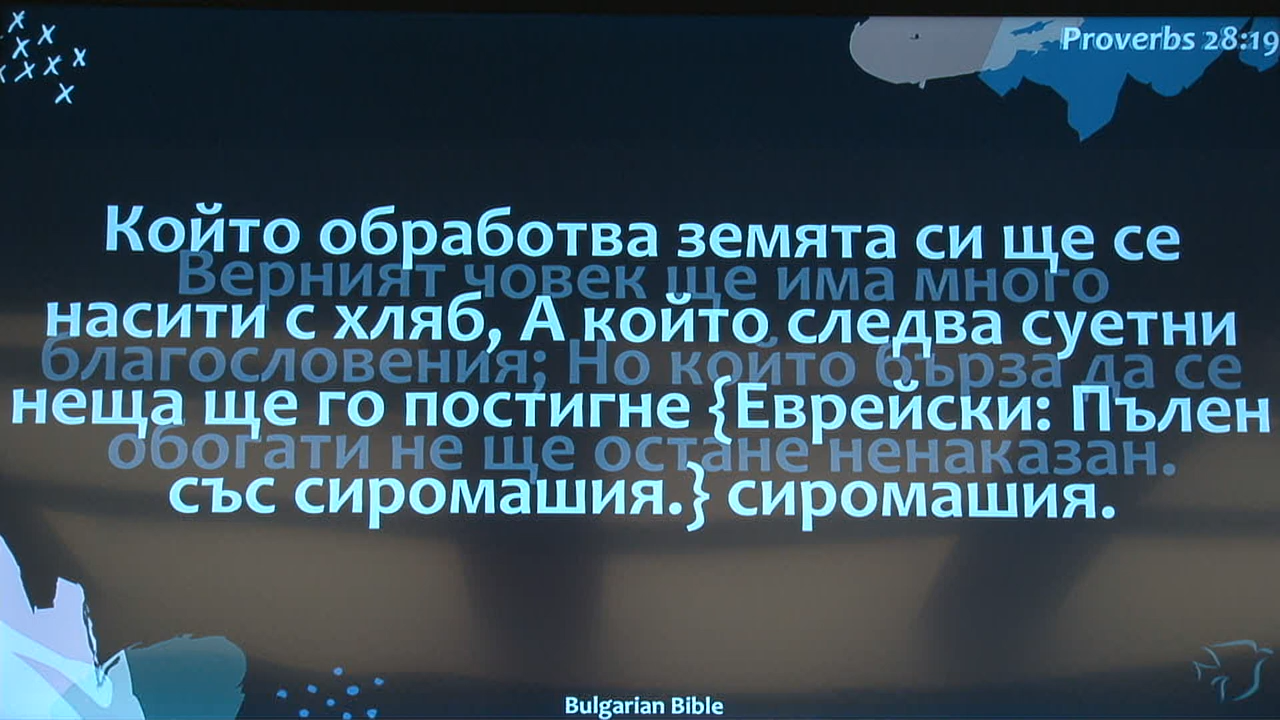 Proverbs 28:19
Който обработва земята си ще се
Верният човек ще има много
насити с хляб, А който следва суетни
благословения; Но който бърза да се
неща ще го постигне {Еврейски: Пълен
обогати не ще остане ненаказан.
със сиромашия.} сиромашия.
Bulgarian Bible